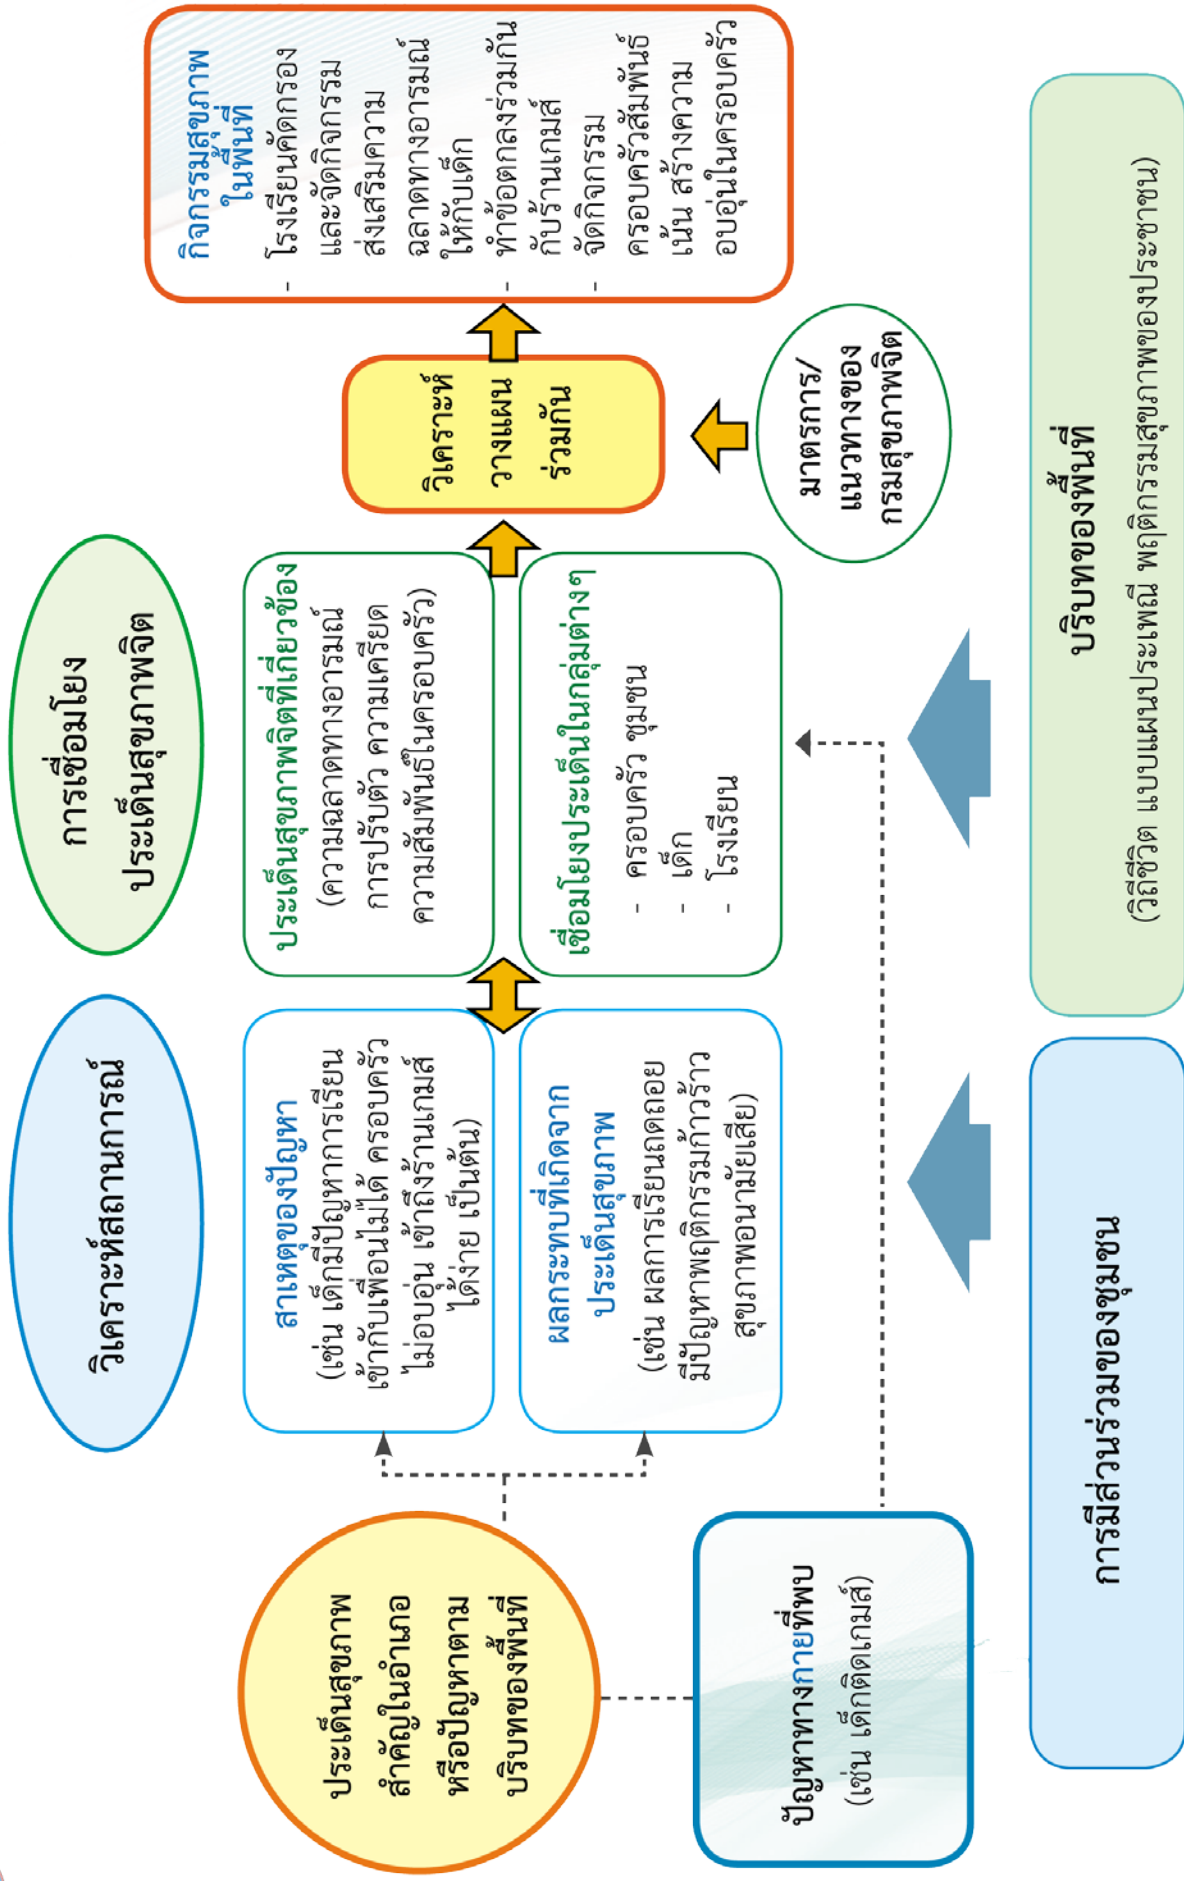 วิเคราะห์สถานการณ์
การเชื่อมโยง
ประเด็นสุขภาพจิต
ประเด็นสุขภาพ
สำคัญในอำเภอ
หรือปัญหาตาม
บริบทของพื้นที่
ปัญหาทางกายที่พบ
(เช่น เด็กติดเกมส์)
สาเหตุของปัญหา
(เช่น เด็กมีปัญหาการเรียน
เข้ากับเพื่อนไม่ได้ ครอบครัว
ไม่อบอุ่น เข้าถึงร้านเกมส์
ได้ง่าย เป็นต้น)
ผลกระทบที่เกิดจาก
ประเด็นสุขภาพ
(เช่น ผลการเรียนถดถอย
มีปัญหาพฤติกรรมก้าวร้าว
สุขภาพอนามัยเสีย)
ประเด็นสุขภาพจิตที่เกี่ยวข้อง
(ความฉลาดทางอารมณ์
การปรับตัว ความเครียด
ความสัมพันธ์ในครอบครัว)
เชื่อมโยงประเด็นในกลุ่มต่างๆ
- ครอบครัว ชุมชน
- เด็ก
- โรงเรียน
วิเคราะห์
วางแผน
ร่วมกัน
มาตรการ/
แนวทางของ
กรมสุขภาพจิต
กิจกรรมสุขภาพ
ในพื้นที่
- โรงเรียนคัดกรอง
และจัดกิจกรรม
ส่งเสริมความ
ฉลาดทางอารมณ์
ให้กับเด็ก
- ทำข้อตกลงร่วมกัน
กับร้านเกมส์
- จัดกิจกรรม
ครอบครัวสัมพันธ์
เน้น สร้างความ
อบอุ่นในครอบครัว
การมีส่วนร่วมของชุมชน
บริบทของพื้นที่
(วิถีชีวิต แบบแผนประเพณี พฤติกรรมสุขภาพของประชาชน)